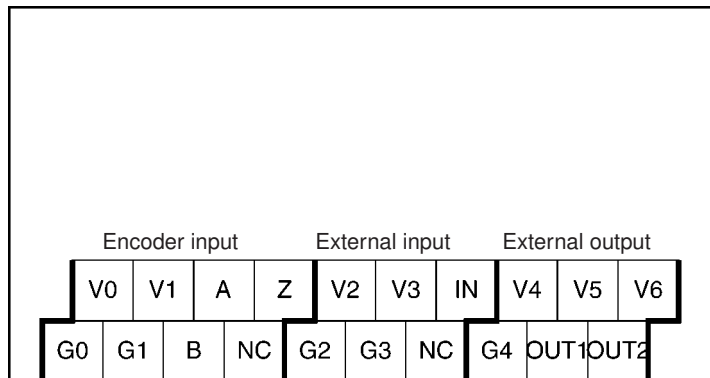 Encoder input External input External output
V0 V1 A Z V2 V3 IN V4 V5 V6
G0 G1 B NC G2 G3 NC G4 OUT1 OUT2